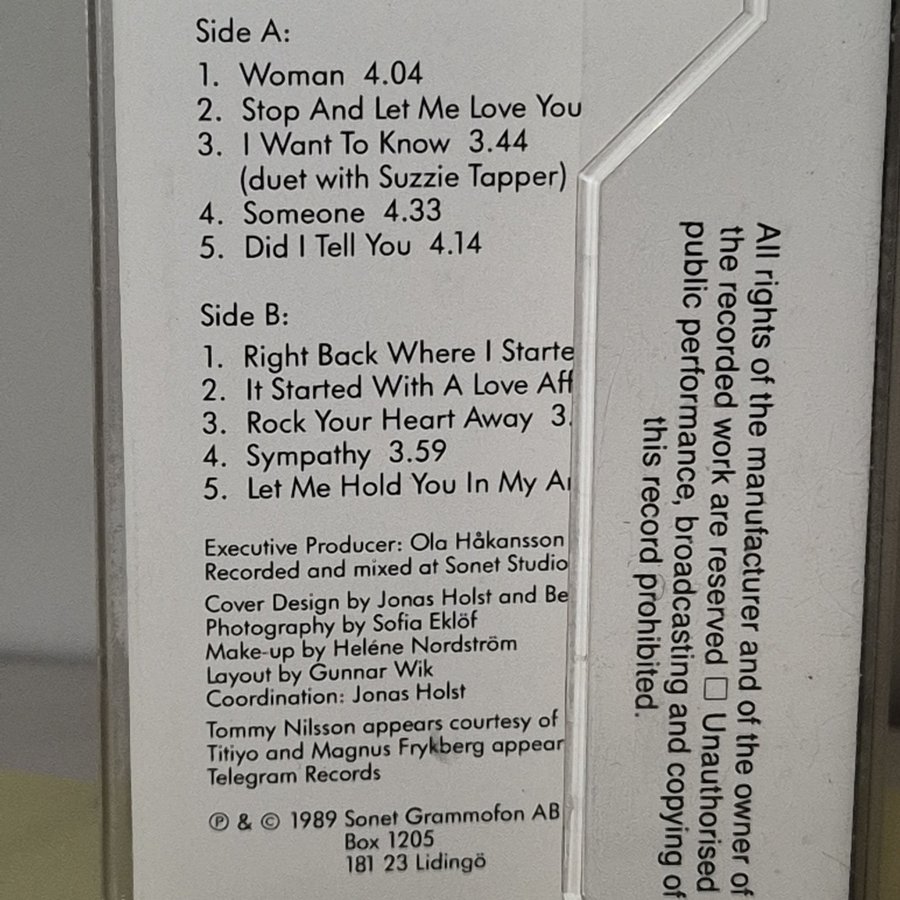 Side A:
1. Woman 4.04
2. Stop And Let Me Love You
3. I Want To Know 3.44
(duet with Suzzie Tapper)
4. Someone 4.33
5. Did I Tell You 4.14
Side B:
1. Right Back Where I Starte
2. It Started With A Love Aff
3. Rock Your Heart Away 3.
4. Sympathy 3.59
5. Let Me Hold You In My
Executive Producer: Ola Håkansson
Recorded and mixed at Sonet Studio
Cover Design by Jonas Holst and Be
Photography by Sofia Eklöf
Make-up by Heléne Nordström
Layout by Gunnar Wik
Coordination: Jonas Holst
Tommy Nilsson appears courtesy of
Titiyo and Magnus Frykberg appear
Telegram Records
℗ & © 1989 Sonet Grammofon AB
Box 1205
181 23 Lidingö
All rights of the manufacturer and of the owner of
the recorded work are reserved □ Unauthorised
public performance, broadcasting and copying of
this record prohibited.